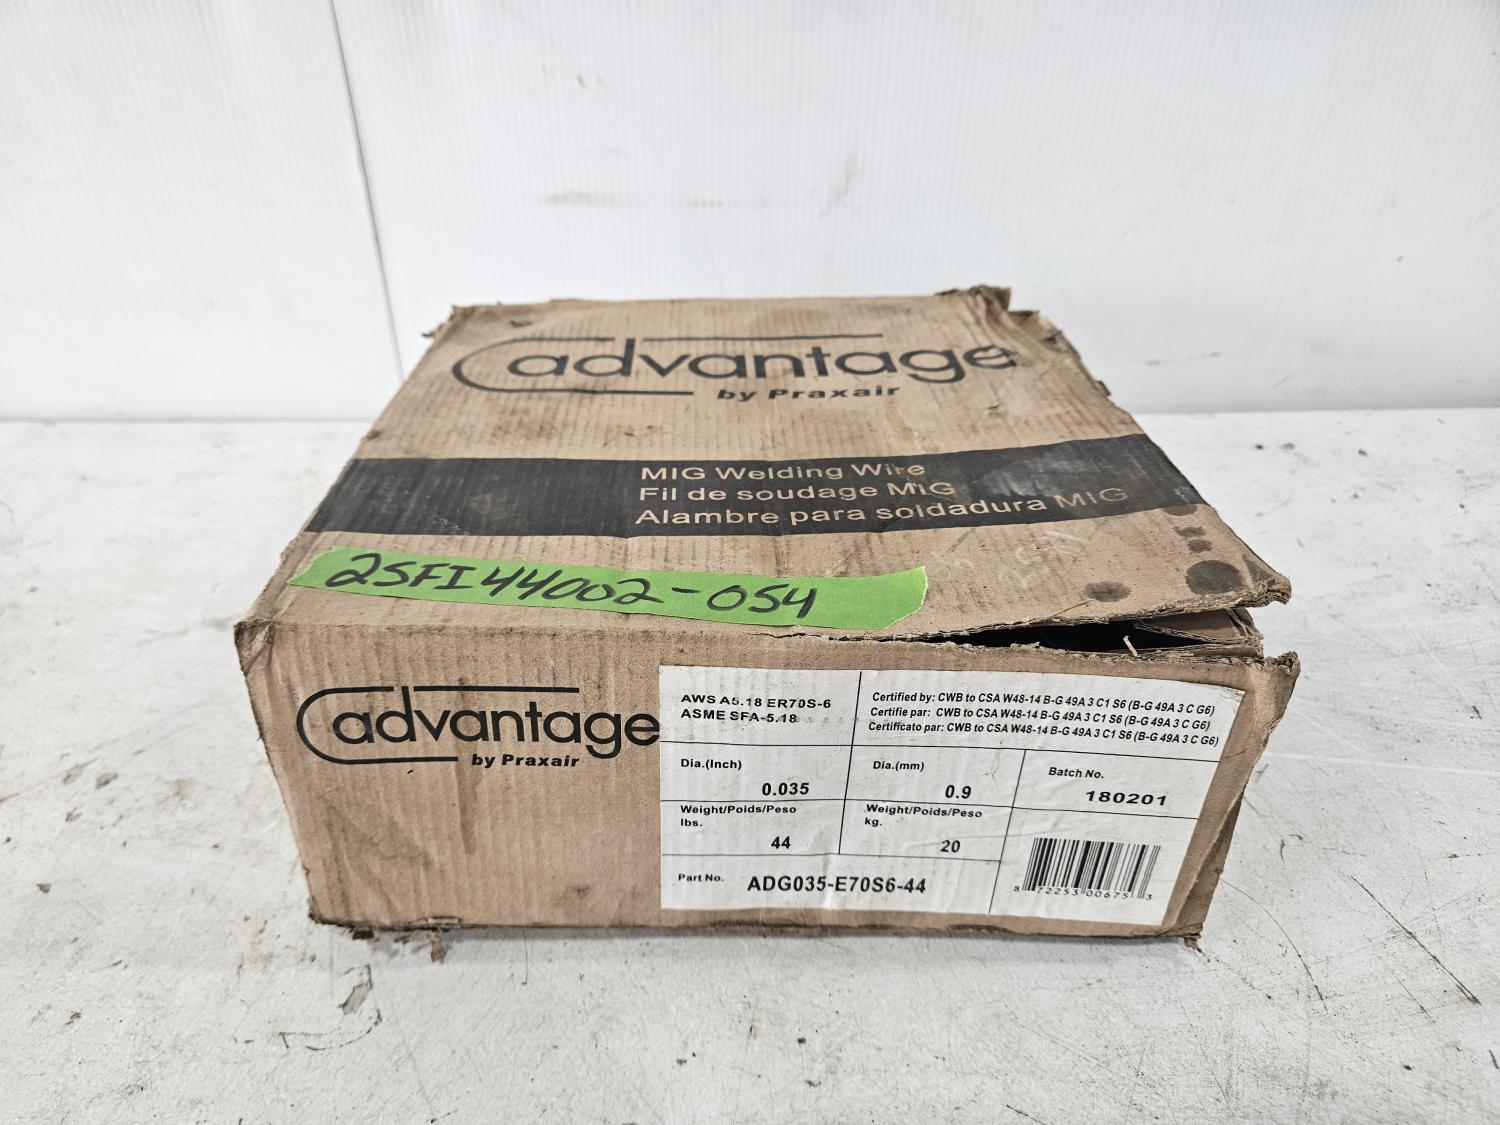 advantage
by Praxair
MIG Welding Wire
Fil de soudage MIG
Alambre para soldadura MIG
25FI44002-054
advantage
by Praxair
AWS A5.18 ER70S-6
ASME SFA-5.18
Certified by: CWB to CSA W48-14 B-G 49A 3 C1 S6 (B-G 49A 3 C G6)
Certifie par: CWB to CSA W48-14 B-G 49A 3 C1 S6 (B-G 49A 3 C G6)
Certificato par: CWB to CSA W48-14 B-G 49A 3 C1 S6 (B-G 49A 3 C G6)
Dia.(Inch)
0.035
Dia.(mm)
0.9
Batch No.
180201
Weight/Poids/Peso
lbs.
44
Weight/Poids/Peso
kg.
20
Part No. ADG035-E70S6-44
8 72253 00675 3